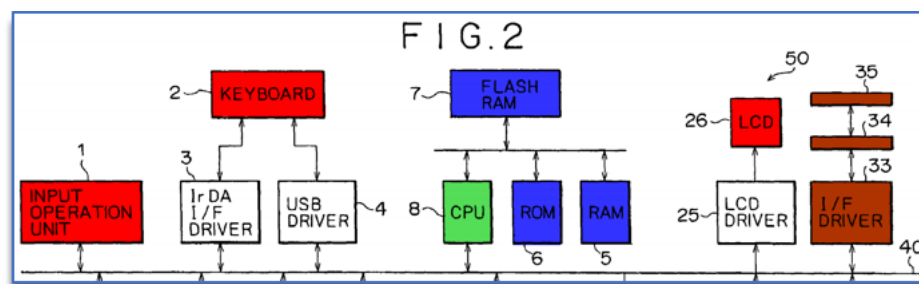 FIG.2
50
35
2
KEYBOARD
7
FLASH
RAM
26
LCD
34
1
3
33
INPUT
OPERATION
UNIT
IrDA
I/F
DRIVER
USB
DRIVER
4
8
CPU
ROM
RAM
25
LCD
DRIVER
I/F
DRIVER
6
5
40